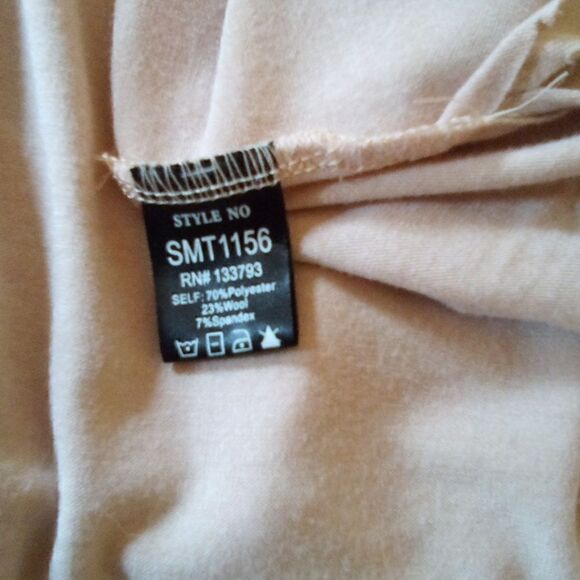 STYLE NO
SMT1156
RN# 133793
SELF: 70%Polyester
23%Wool
7%Spandex